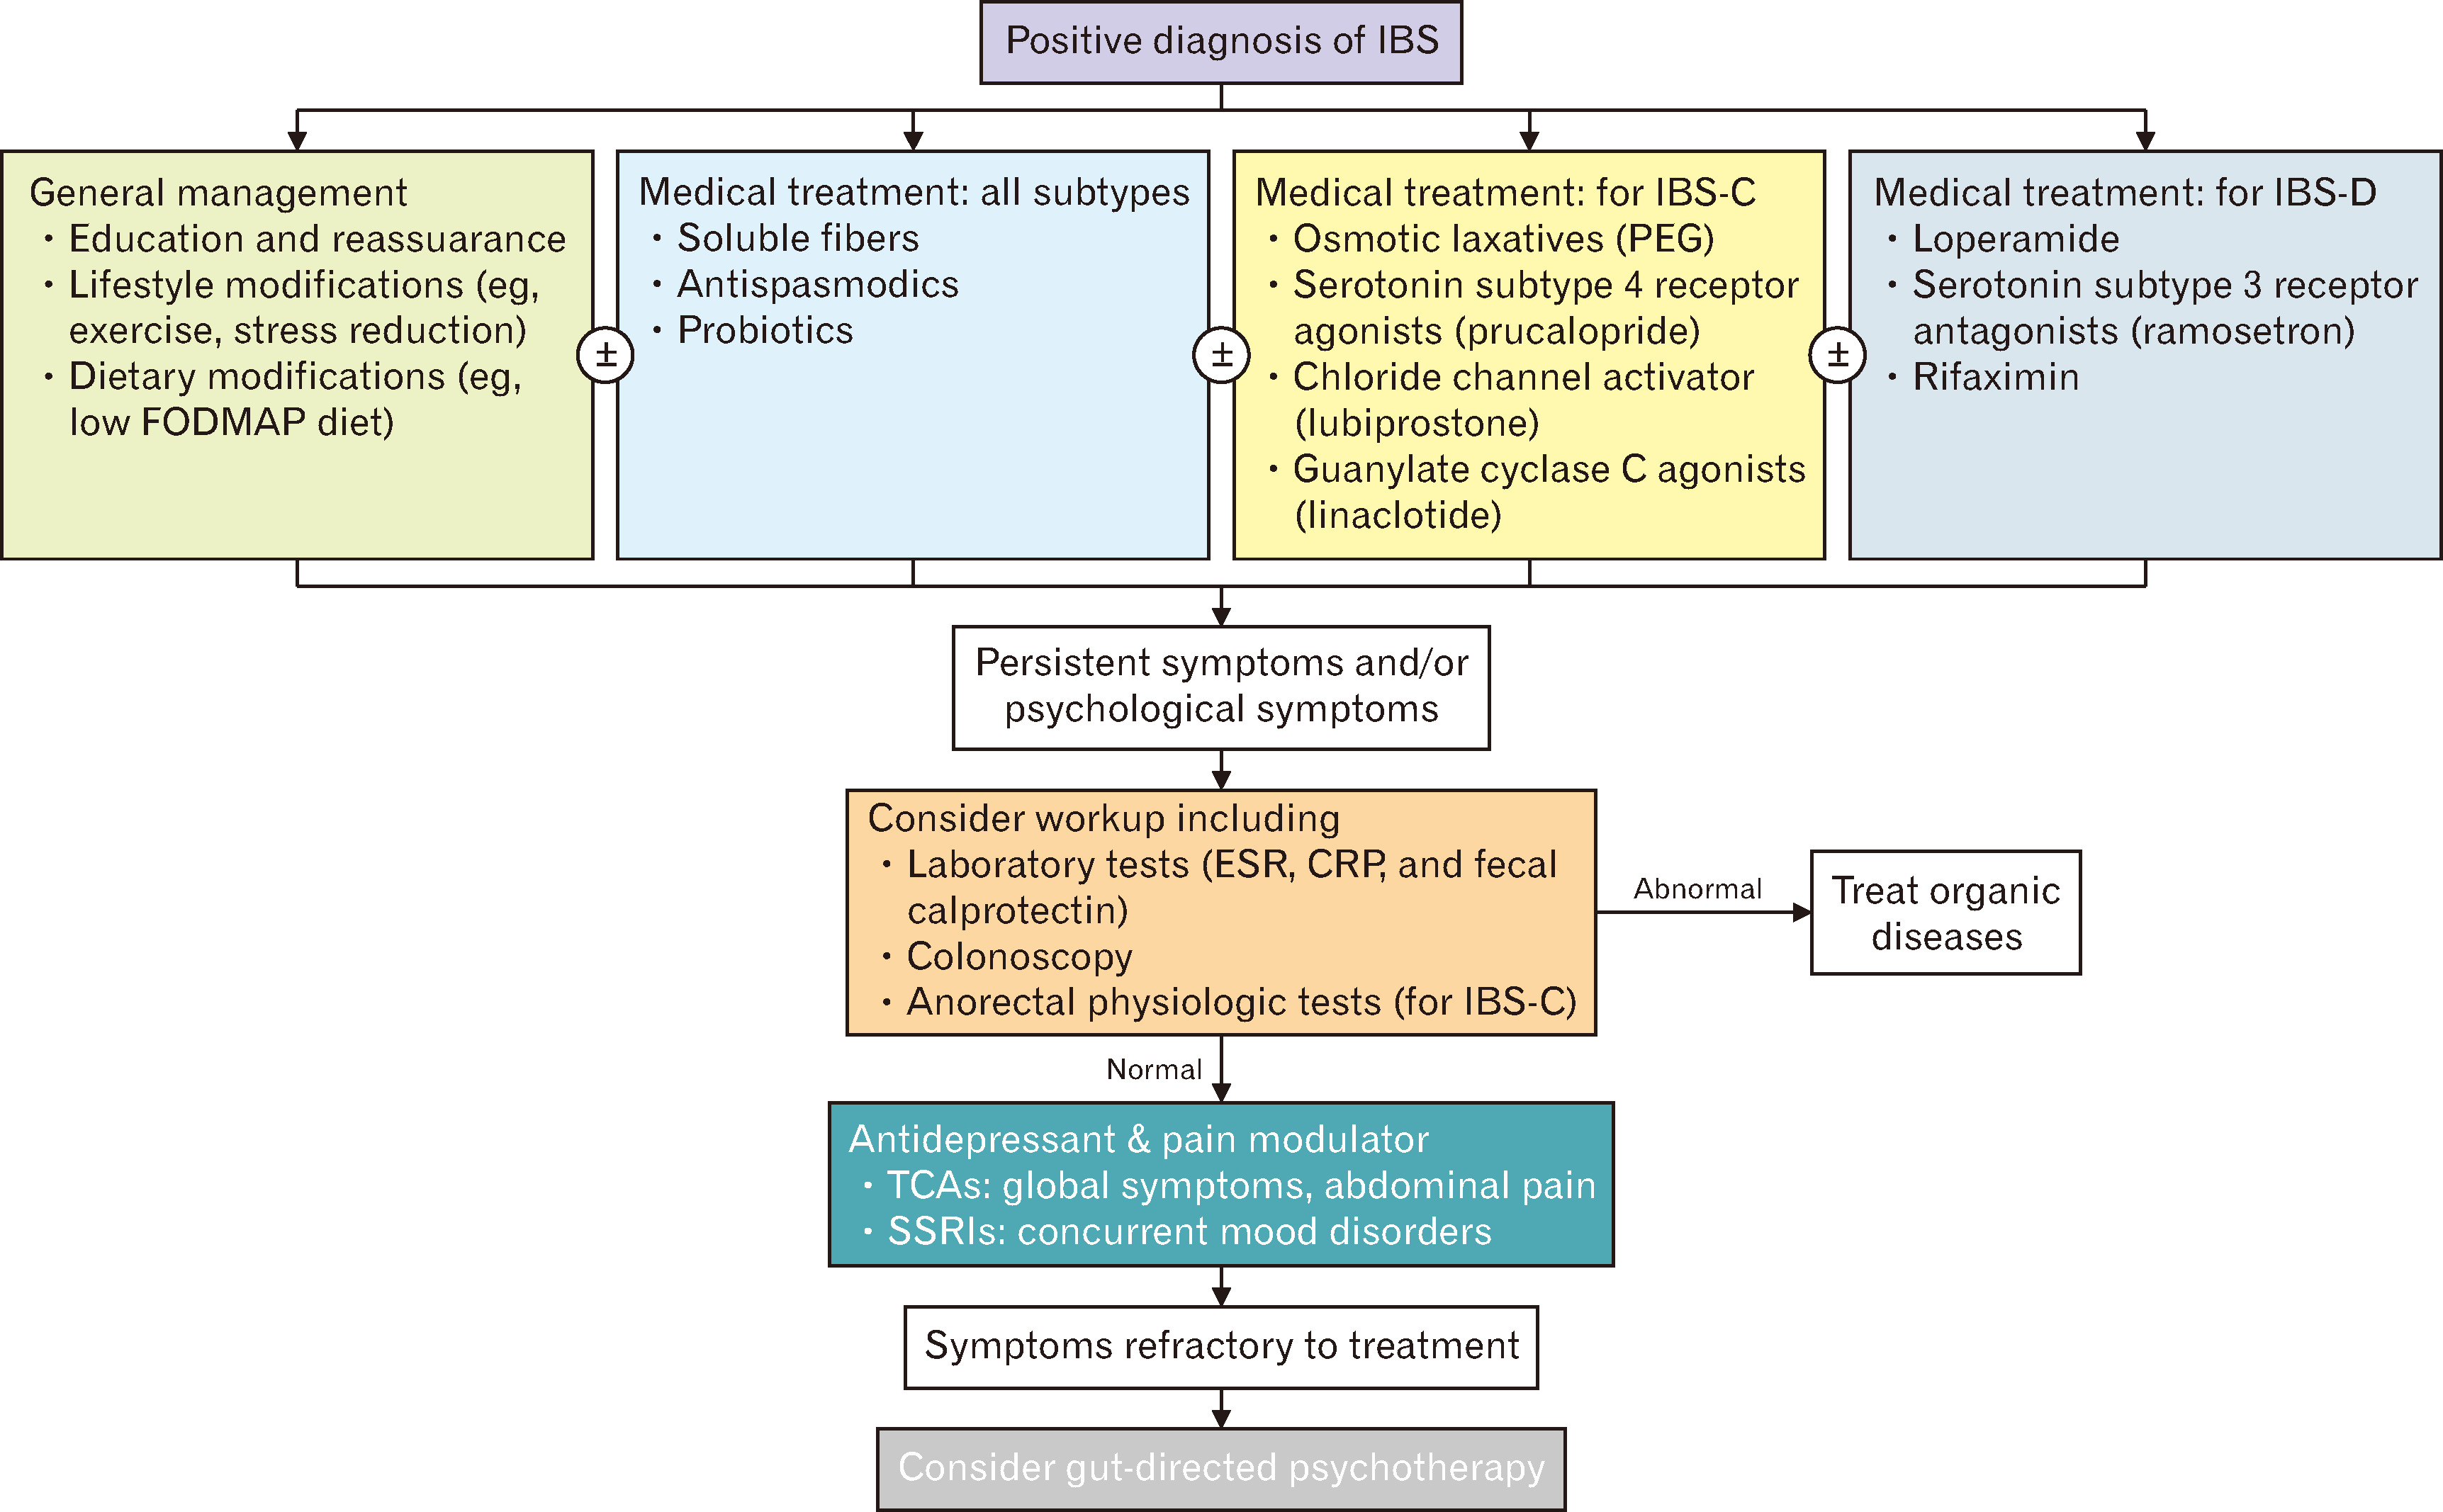 Positive diagnosis of IBS
General management
• Education and reassuarance
• Lifestyle modifications (eg,
exercise, stress reduction)
• Dietary modifications (eg,
low FODMAP diet)
±
Medical treatment: all subtypes
• Soluble fibers
• Antispasmodics
• Probiotics
±
Medical treatment: for IBS-C
• Osmotic laxatives (PEG)
• Serotonin subtype 4 receptor
agonists (prucalopride)
• Chloride channel activator
(lubiprostone)
• Guanylate cyclase C agonists
(linaclotide)
±
Medical treatment: for IBS-D
• Loperamide
• Serotonin subtype 3 receptor
antagonists (ramosetron)
• Rifaximin
Persistent symptoms and/or
psychological symptoms
Consider workup including
• Laboratory tests (ESR, CRP, and fecal
calprotectin)
• Colonoscopy
• Anorectal physiologic tests (for IBS-C)
Abnormal
Treat organic
diseases
Normal
Antidepressant & pain modulator
• TCAs: global symptoms, abdominal pain
• SSRIs: concurrent mood disorders
Symptoms refractory to treatment
Consider gut-directed psychotherapy